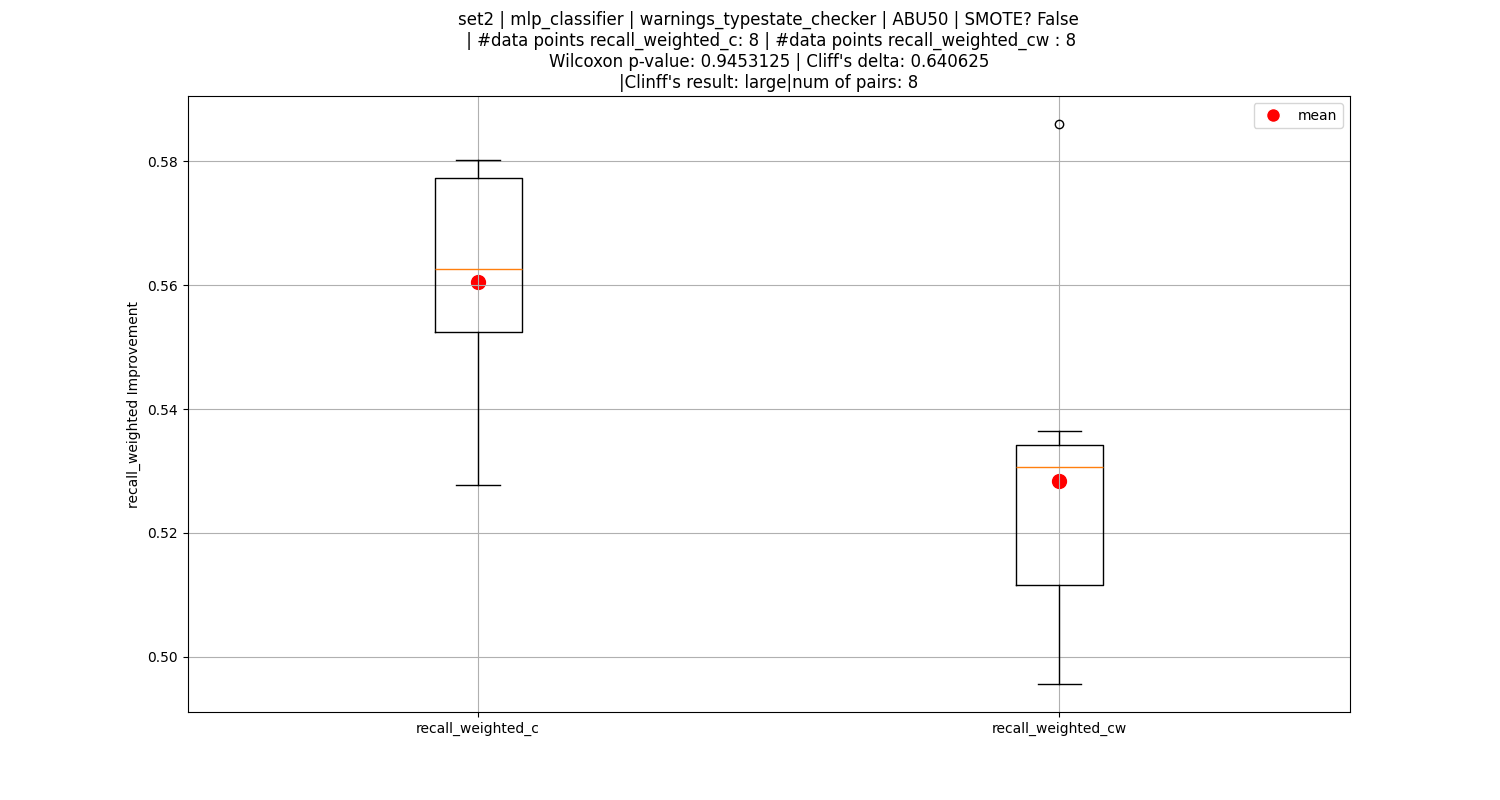 set2 | mlp_classifier | warnings_typestate_checker | ABU50 | SMOTE? False
| #data points recall_weighted_c: 8 | #data points recall_weighted_cw : 8
Wilcoxon p-value: 0.9453125 | Cliff's delta: 0.640625
|Clinff's result: large|num of pairs: 8
mean
0.58
0.56
0.54
0.52
0.50
recall_weighted Improvement
recall_weighted_c
recall_weighted_cw